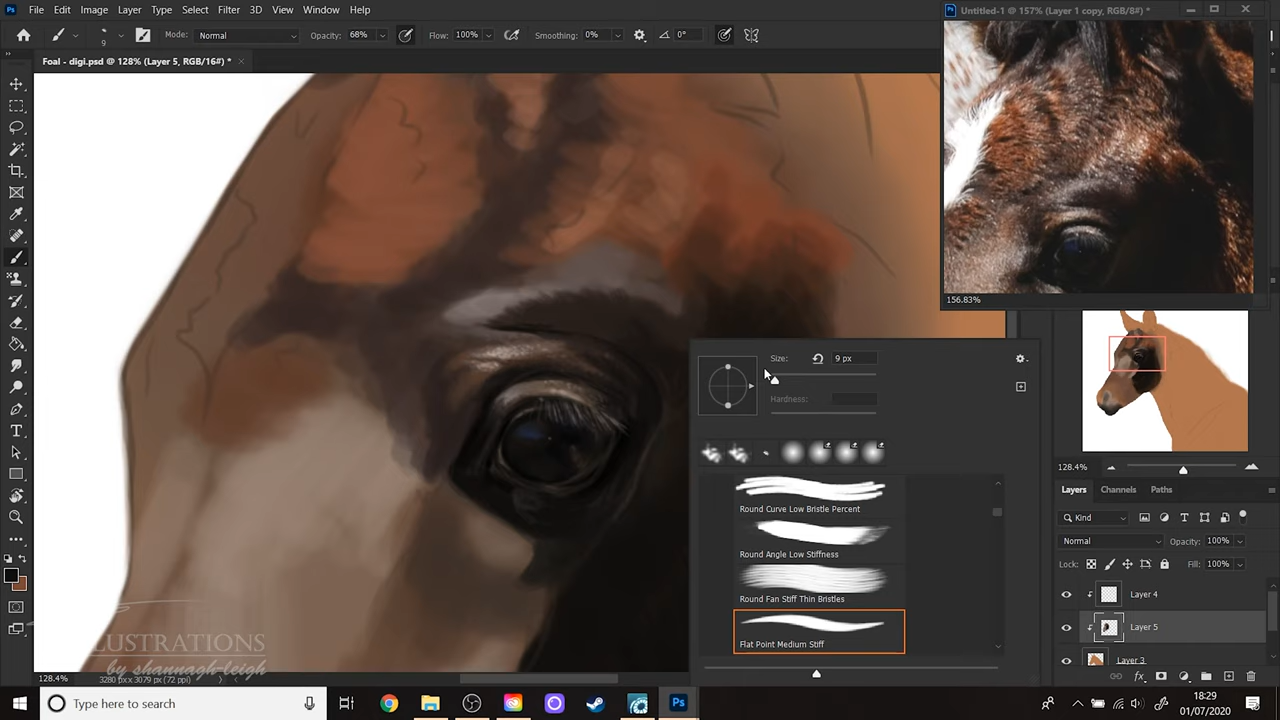 File Edit Image Layer Type Select Filter 3D View Window Help
Untitled-1 @ 157% (Layer 1 copy, RGB/8#) *
9
Mode: Normal
Opacity: 68%
Flow: 100%
Smoothing: 0%
0°
Foal - digi.psd @ 128% (Layer 5, RGB/16#) *
156.83%
Size: 9 px
Hardness:
Round Curve Low Bristle Percent
Round Angle Low Stiffness
Round Fan Stiff Thin Bristles
Flat Point Medium Stiff
128.4%
Layers Channels Paths
Kind
Normal Opacity: 100%
Lock: Fill: 100%
Layer 4
Layer 5
Layer 3
LUSTRATIONS
by shannagh-leigh
128.4% 3280 px x 3079 px (72 ppi)
Type here to search
18:29
01/07/2020